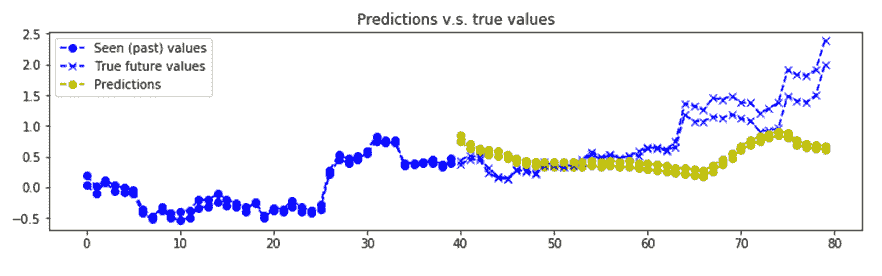 Predictions v.s. true values
Seen (past) values
True future values
Predictions
2.5
2.0
1.5
1.0
0.5
0.0
−0.5
0 10 20 30 40 50 60 70 80